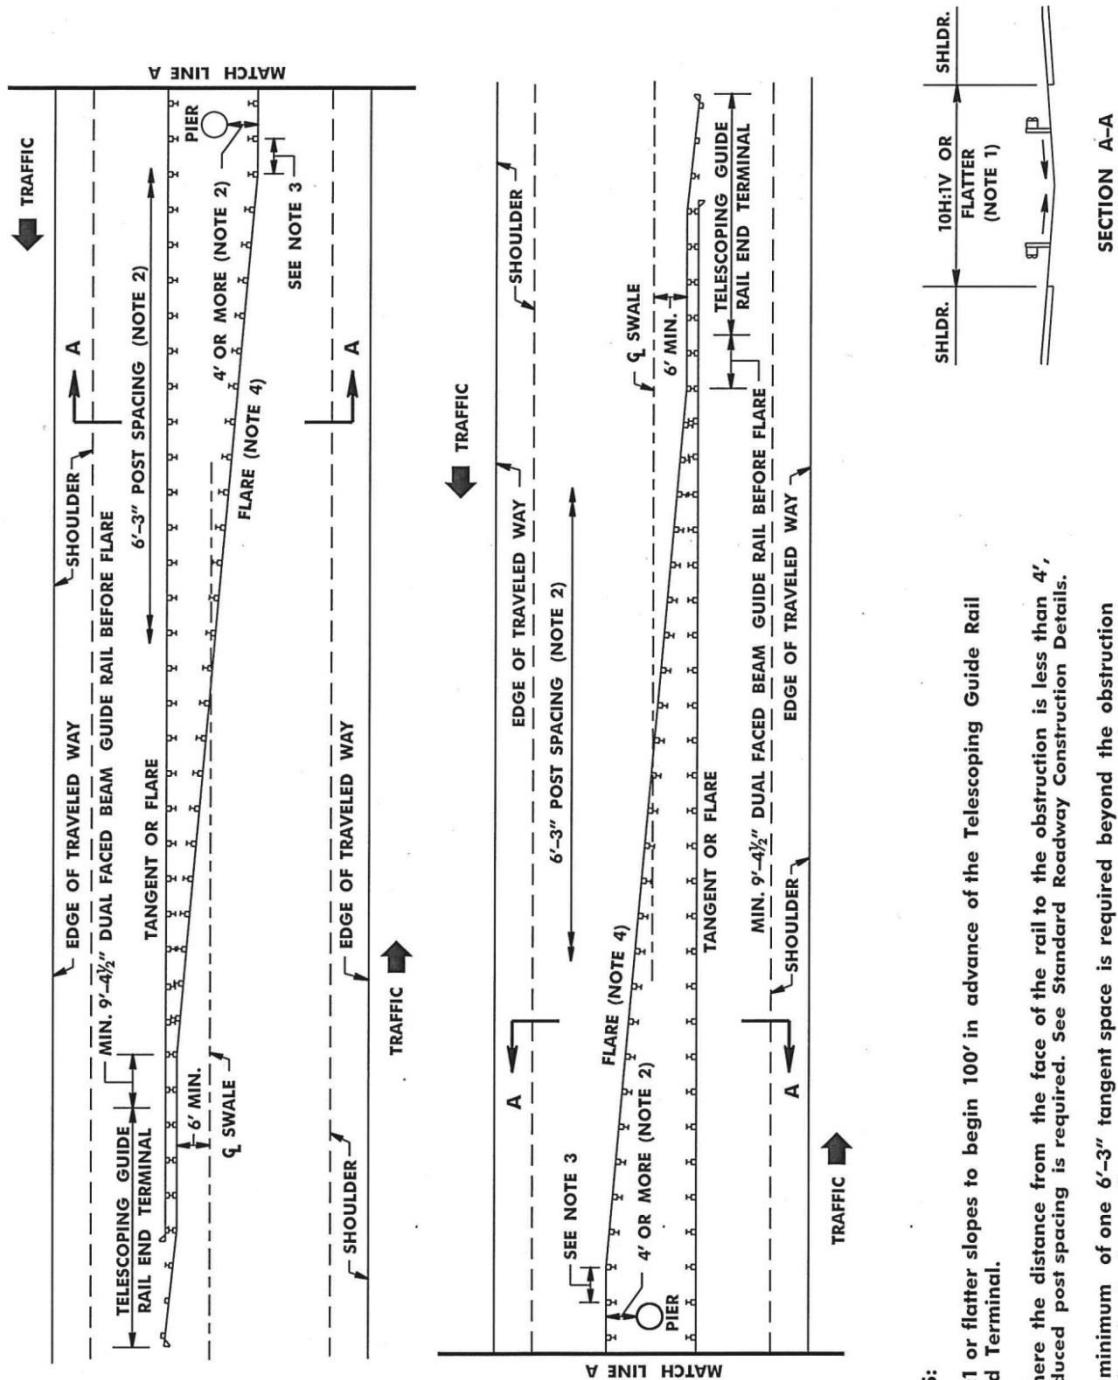 MATCH LINE A
TRAFFIC
EDGE OF TRAVELED WAY
SHOULDER
MIN. 9'–4½" DUAL FACED BEAM GUIDE RAIL BEFORE FLARE
A
6'–3" POST SPACING (NOTE 2)
TANGENT OR FLARE
PIER
4' OR MORE (NOTE 2)
SEE NOTE 3
FLARE (NOTE 4)
A
TELESCOPING GUIDE
RAIL END TERMINAL
6' MIN.
℄ SWALE
SHOULDER
EDGE OF TRAVELED WAY
TRAFFIC
MATCH LINE A
TRAFFIC
EDGE OF TRAVELED WAY
SHOULDER
6'–3" POST SPACING (NOTE 2)
℄ SWALE
6' MIN.
FLARE (NOTE 4)
A
SEE NOTE 3
4' OR MORE (NOTE 2)
PIER
TELESCOPING GUIDE
RAIL END TERMINAL
TANGENT OR FLARE
MIN. 9'–4½" DUAL FACED BEAM GUIDE RAIL BEFORE FLARE
A
SHOULDER
EDGE OF TRAVELED WAY
TRAFFIC
1 or flatter slopes to begin 100' in advance of the Telescoping Guide Rail
Terminal.
the distance from the face of the rail to the obstruction is less than 4',
post spacing is required. See Standard Roadway Construction Details.
minimum of one 6'–3" tangent space is required beyond the obstruction
SHLDR.
10H:1V OR
FLATTER
(NOTE 1)
SHLDR.
SECTION A–A